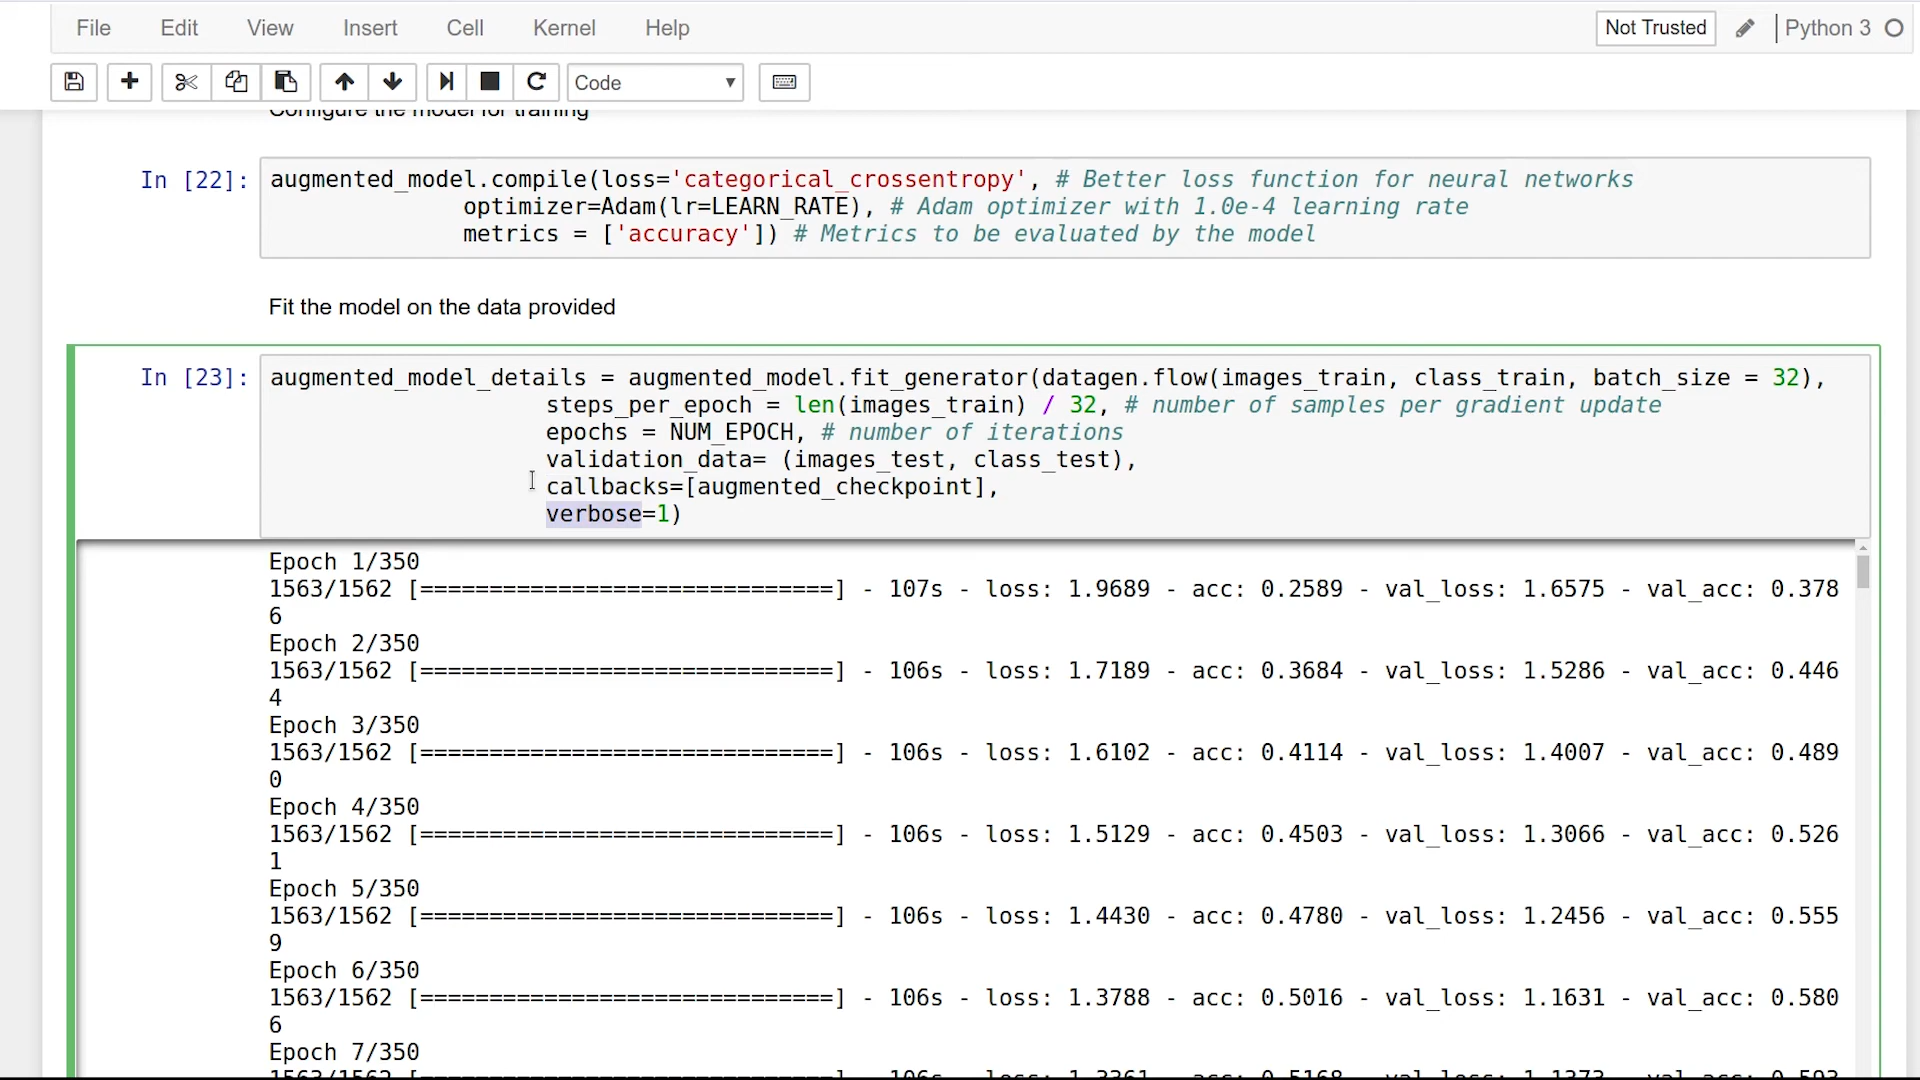 File Edit View Insert Cell Kernel Help Not Trusted Python 3
Code
Configure the model for training
In [22]: augmented_model.compile(loss='categorical_crossentropy', # Better loss function for neural networks
optimizer=Adam(lr=LEARN_RATE), # Adam optimizer with 1.0e-4 learning rate
metrics = ['accuracy']) # Metrics to be evaluated by the model
Fit the model on the data provided
In [23]: augmented_model_details = augmented_model.fit_generator(datagen.flow(images_train, class_train, batch_size = 32),
steps_per_epoch = len(images_train) / 32, # number of samples per gradient update
epochs = NUM_EPOCH, # number of iterations
validation_data= (images_test, class_test),
callbacks=[augmented_checkpoint],
verbose=1)
Epoch 1/350
1563/1562 [==============================] - 107s - loss: 1.9689 - acc: 0.2589 - val_loss: 1.6575 - val_acc: 0.378
6
Epoch 2/350
1563/1562 [==============================] - 106s - loss: 1.7189 - acc: 0.3684 - val_loss: 1.5286 - val_acc: 0.446
4
Epoch 3/350
1563/1562 [==============================] - 106s - loss: 1.6102 - acc: 0.4114 - val_loss: 1.4007 - val_acc: 0.489
0
Epoch 4/350
1563/1562 [==============================] - 106s - loss: 1.5129 - acc: 0.4503 - val_loss: 1.3066 - val_acc: 0.526
1
Epoch 5/350
1563/1562 [==============================] - 106s - loss: 1.4430 - acc: 0.4780 - val_loss: 1.2456 - val_acc: 0.555
9
Epoch 6/350
1563/1562 [==============================] - 106s - loss: 1.3788 - acc: 0.5016 - val_loss: 1.1631 - val_acc: 0.580
6
Epoch 7/350